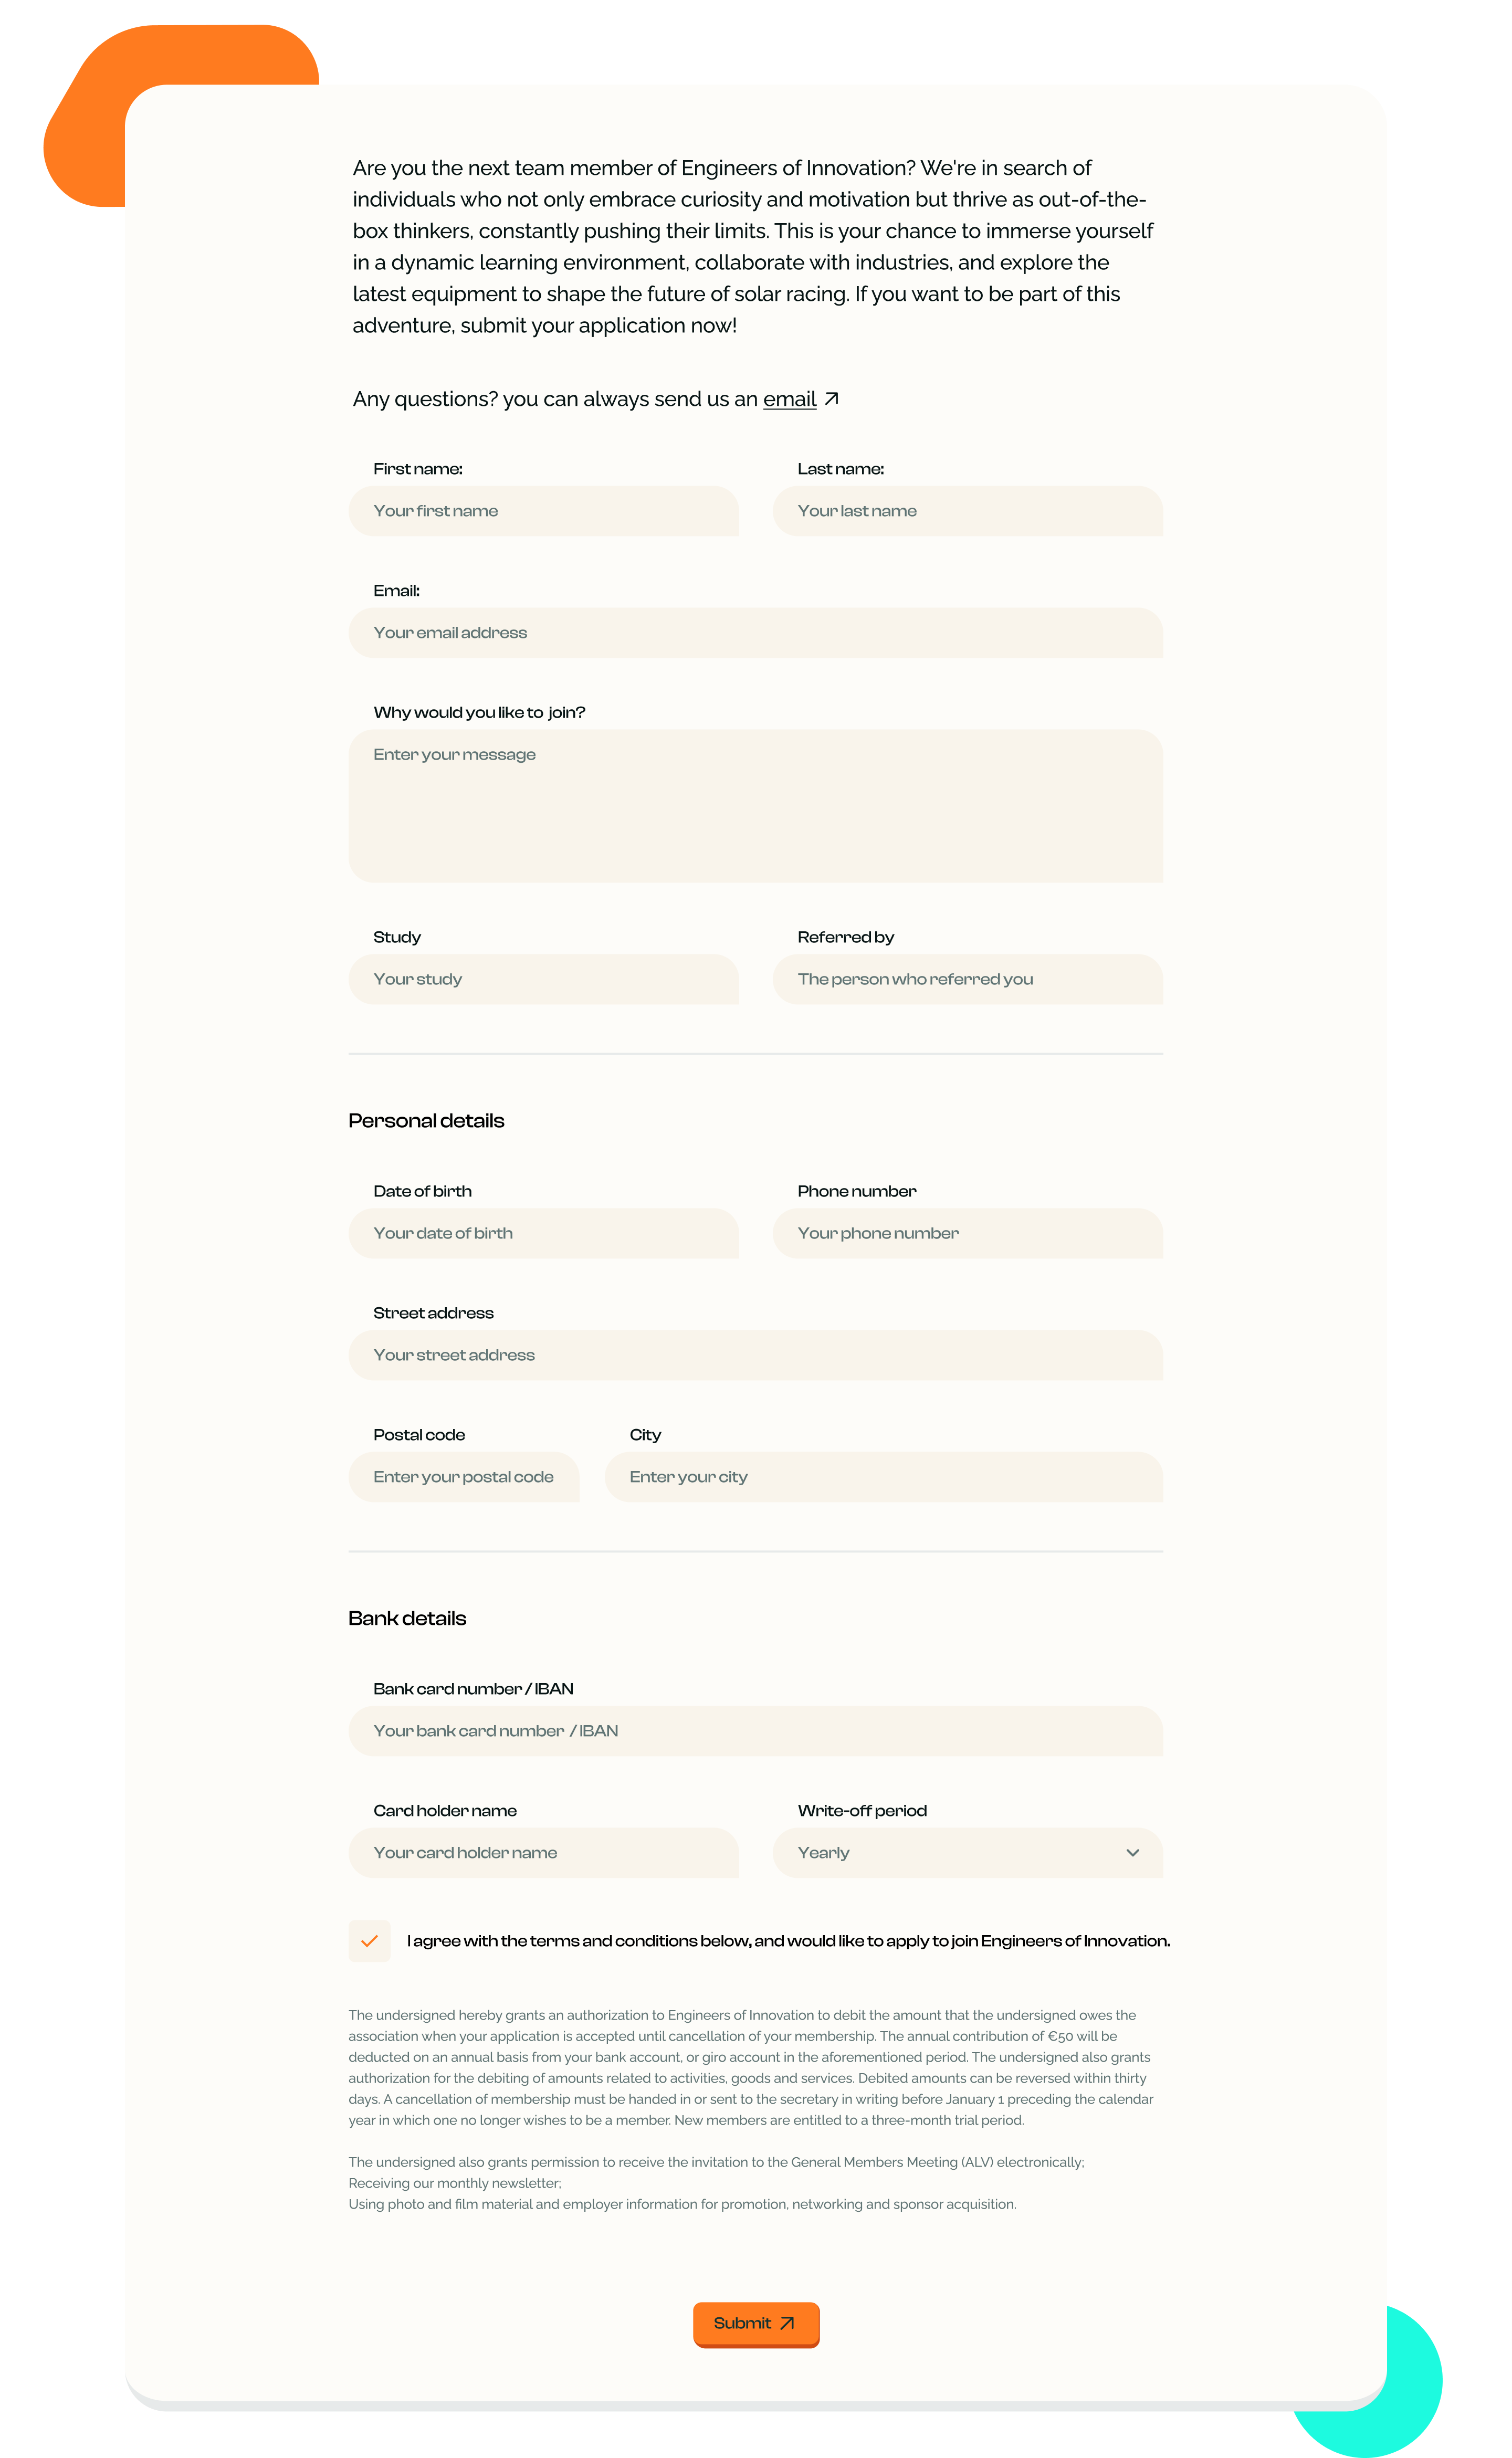 Are you the next team member of Engineers of Innovation? We're in search of
individuals who not only embrace curiosity and motivation but thrive as out-of-the-
box thinkers, constantly pushing their limits. This is your chance to immerse yourself
in a dynamic learning environment, collaborate with industries, and explore the
latest equipment to shape the future of solar racing. If you want to be part of this
adventure, submit your application now!
Any questions? you can always send us an email
First name: Last name:
Your first name Your last name
Email:
Your email address
Why would you like to join?
Enter your message
Study Referred by
Your study The person who referred you
Personal details
Date of birth Phone number
Your date of birth Your phone number
Street address
Your street address
Postal code City
Enter your postal code Enter your city
Bank details
Bank card number / IBAN
Your bank card number / IBAN
Card holder name Write-off period
Your card holder name Yearly
I agree with the terms and conditions below, and would like to apply to join Engineers of Innovation.
The undersigned hereby grants an authorization to Engineers of Innovation to debit the amount that the undersigned owes the
association when your application is accepted until cancellation of your membership. The annual contribution of €50 will be
deducted on an annual basis from your bank account, or giro account in the aforementioned period. The undersigned also grants
authorization for the debiting of amounts related to activities, goods and services. Debited amounts can be reversed within thirty
days. A cancellation of membership must be handed in or sent to the secretary in writing before January 1 preceding the calendar
year in which one no longer wishes to be a member. New members are entitled to a three-month trial period.
The undersigned also grants permission to receive the invitation to the General Members Meeting (ALV) electronically;
Receiving our monthly newsletter;
Using photo and film material and employer information for promotion, networking and sponsor acquisition.
Submit